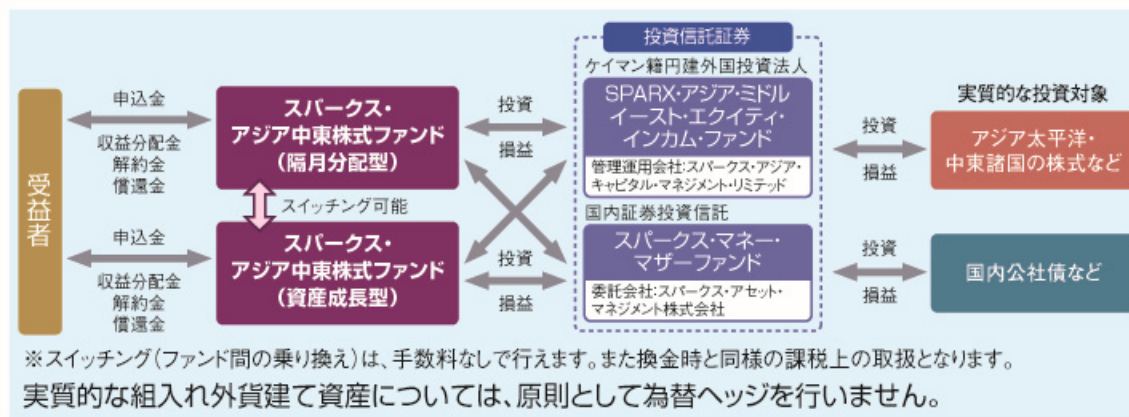 投資信託証券
ケイマン籍円建外国投資法人
受益者
申込金
収益分配金
解約金
償還金
スパークス・
アジア中東株式ファンド
(隔月分配型)
投資
損益
SPARX・アジア・ミドル
イースト・エクイティ・
インカム・ファンド
管理運用会社:スパークス・アジア・
キャピタル・マネジメント・リミテッド
投資
損益
実質的な投資対象
アジア太平洋・
中東諸国の株式など
スイッチング可能
申込金
収益分配金
解約金
償還金
スパークス・
アジア中東株式ファンド
(資産成長型)
投資
損益
国内証券投資信託
スパークス・マネー・
マザーファンド
委託会社:スパークス・アセット・
マネジメント株式会社
投資
損益
国内公社債など
※スイッチング(ファンド間の乗り換え)は、手数料なしで行えます。また換金時と同様の課税上の取扱となります。
実質的な組入れ外貨建て資産については、原則として為替ヘッジを行いません。